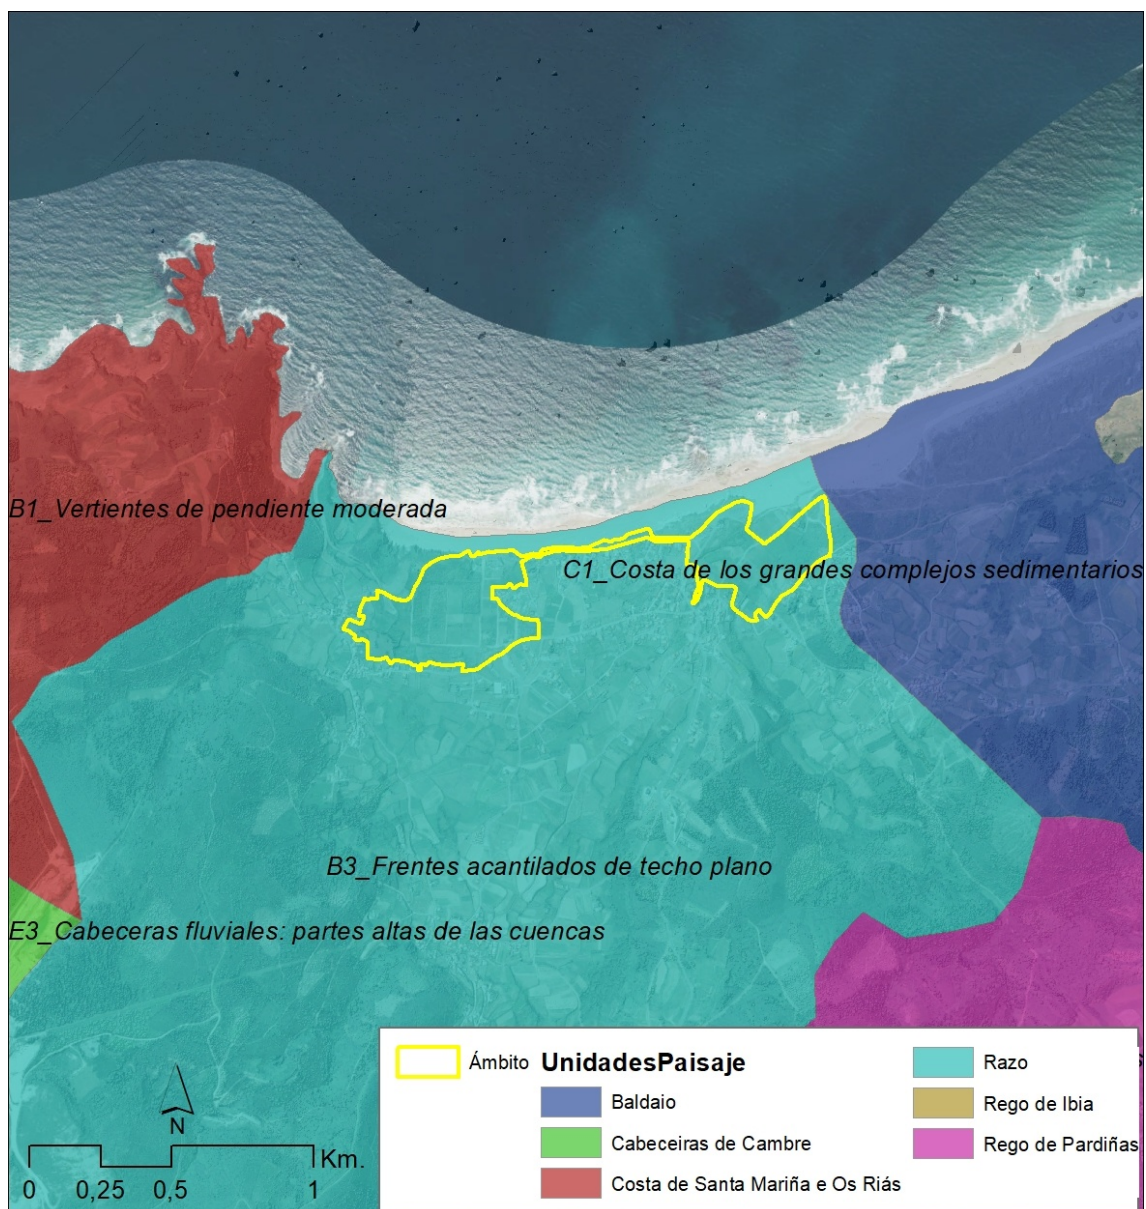 B1_Vertientes de pendiente moderada
C1_Costa de los grandes complejos sedimentarios
B3_Frentes acantilados de techo plano
E3_Cabeceras fluviales: partes altas de las cuencas
N
Km.
0 0,25 0,5 1
Ámbito
UnidadesPaisaje
Baldaio
Cabeceiras de Cambre
Costa de Santa Mariña e Os Riás
Razo
Rego de Ibia
Rego de Pardiñas